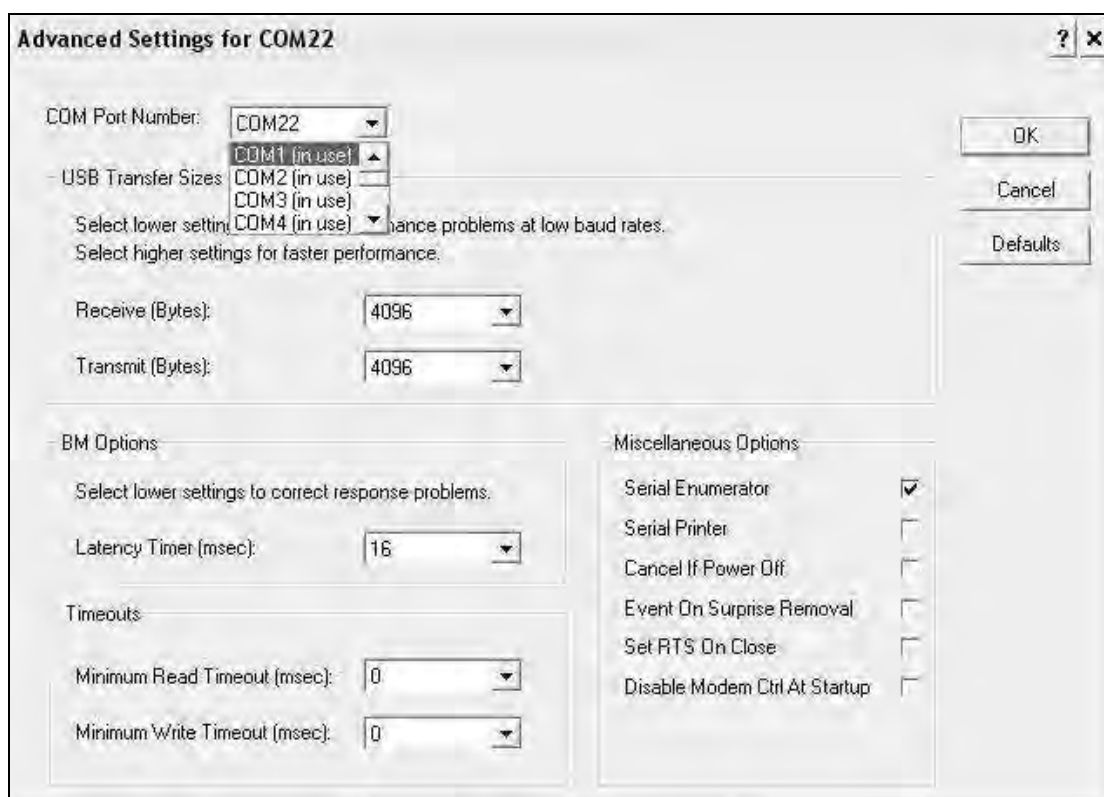 Advanced Settings for COM22
? ×
COM Port Number: COM22
OK
COM1 (in use)
USB Transfer Sizes COM2 (in use)
Cancel
COM3 (in use)
Select lower settin COM4 (in use) mance problems at low baud rates.
Select higher settings for faster performance.
Defaults
Receive (Bytes): 4096
Transmit (Bytes): 4096
BM Options
Select lower settings to correct response problems.
Latency Timer (msec): 16
Timeouts
Minimum Read Timeout (msec): 0
Minimum Write Timeout (msec): 0
Miscellaneous Options
Serial Enumerator
Serial Printer
Cancel If Power Off
Event On Surprise Removal
Set RTS On Close
Disable Modem Ctrl At Startup